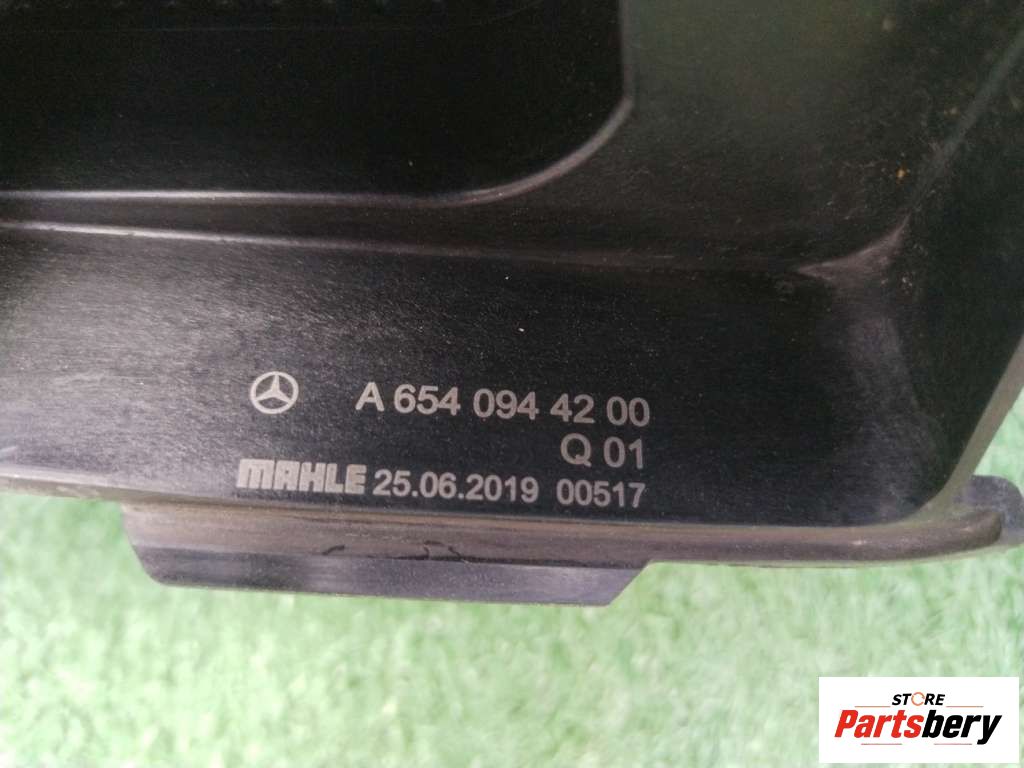 A 654 094 42 00
Q 01
MAHLE 25.06.2019 00517
STORE
Partsbery